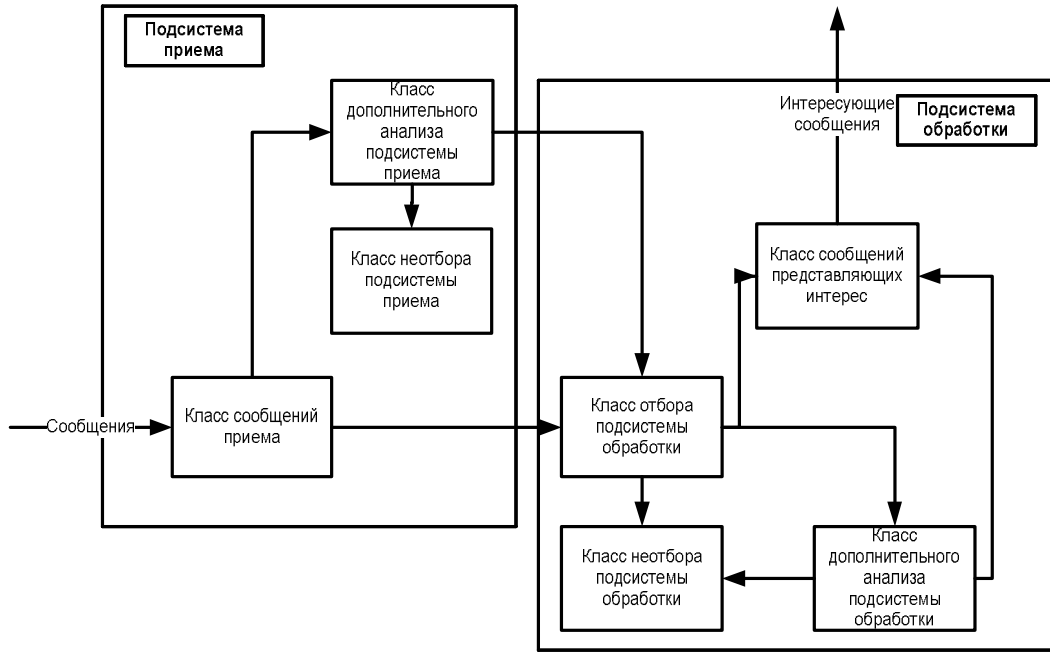 Подсистема
приема
Класс
дополнительного
анализа
подсистемы
приема
Класс неотбора
подсистемы
приема
Сообщения
Класс сообщений
приема
Интересующие
сообщения
Подсистема
обработки
Класс сообщений
представляющих
интерес
Класс отбора
подсистемы
обработки
Класс неотбора
подсистемы
обработки
Класс
дополнительного
анализа
подсистемы
обработки